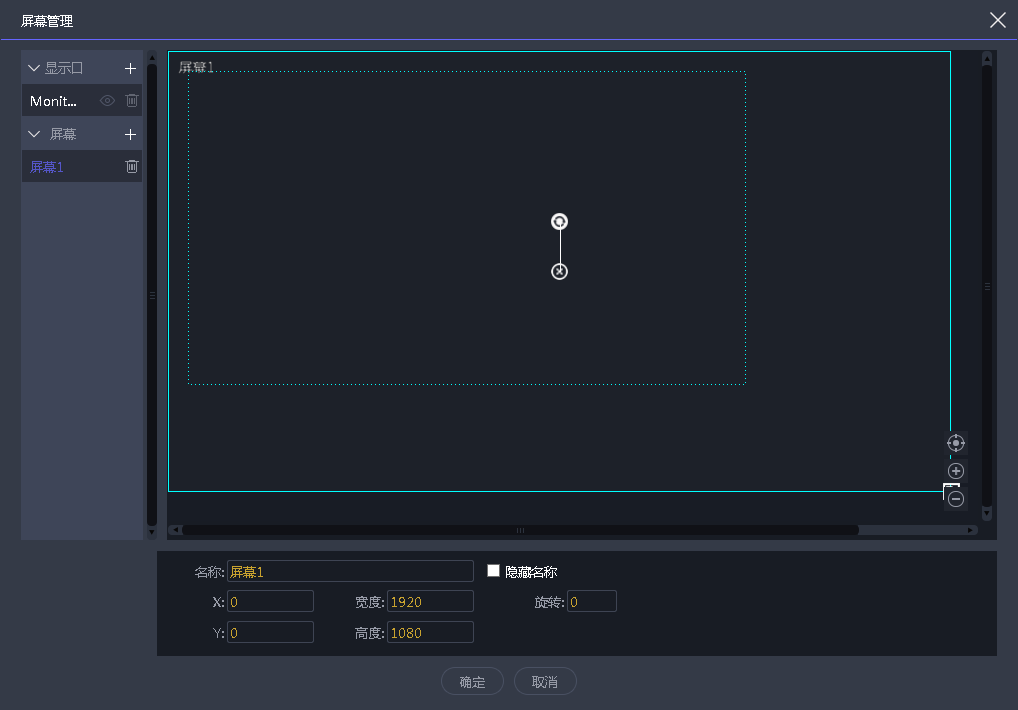 屏幕管理
显示口
Monit...
屏幕
屏幕1
屏幕1
名称: 屏幕1 隐藏名称
X: 0 宽度: 1920 旋转: 0
Y: 0 高度: 1080
确定 取消